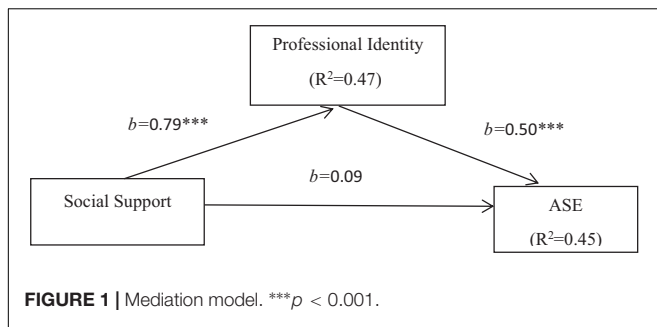 Professional Identity
(R²=0.47)
b=0.79***
b=0.50***
b=0.09
Social Support
ASE
(R²=0.45)
FIGURE 1 | Mediation model. ***p < 0.001.